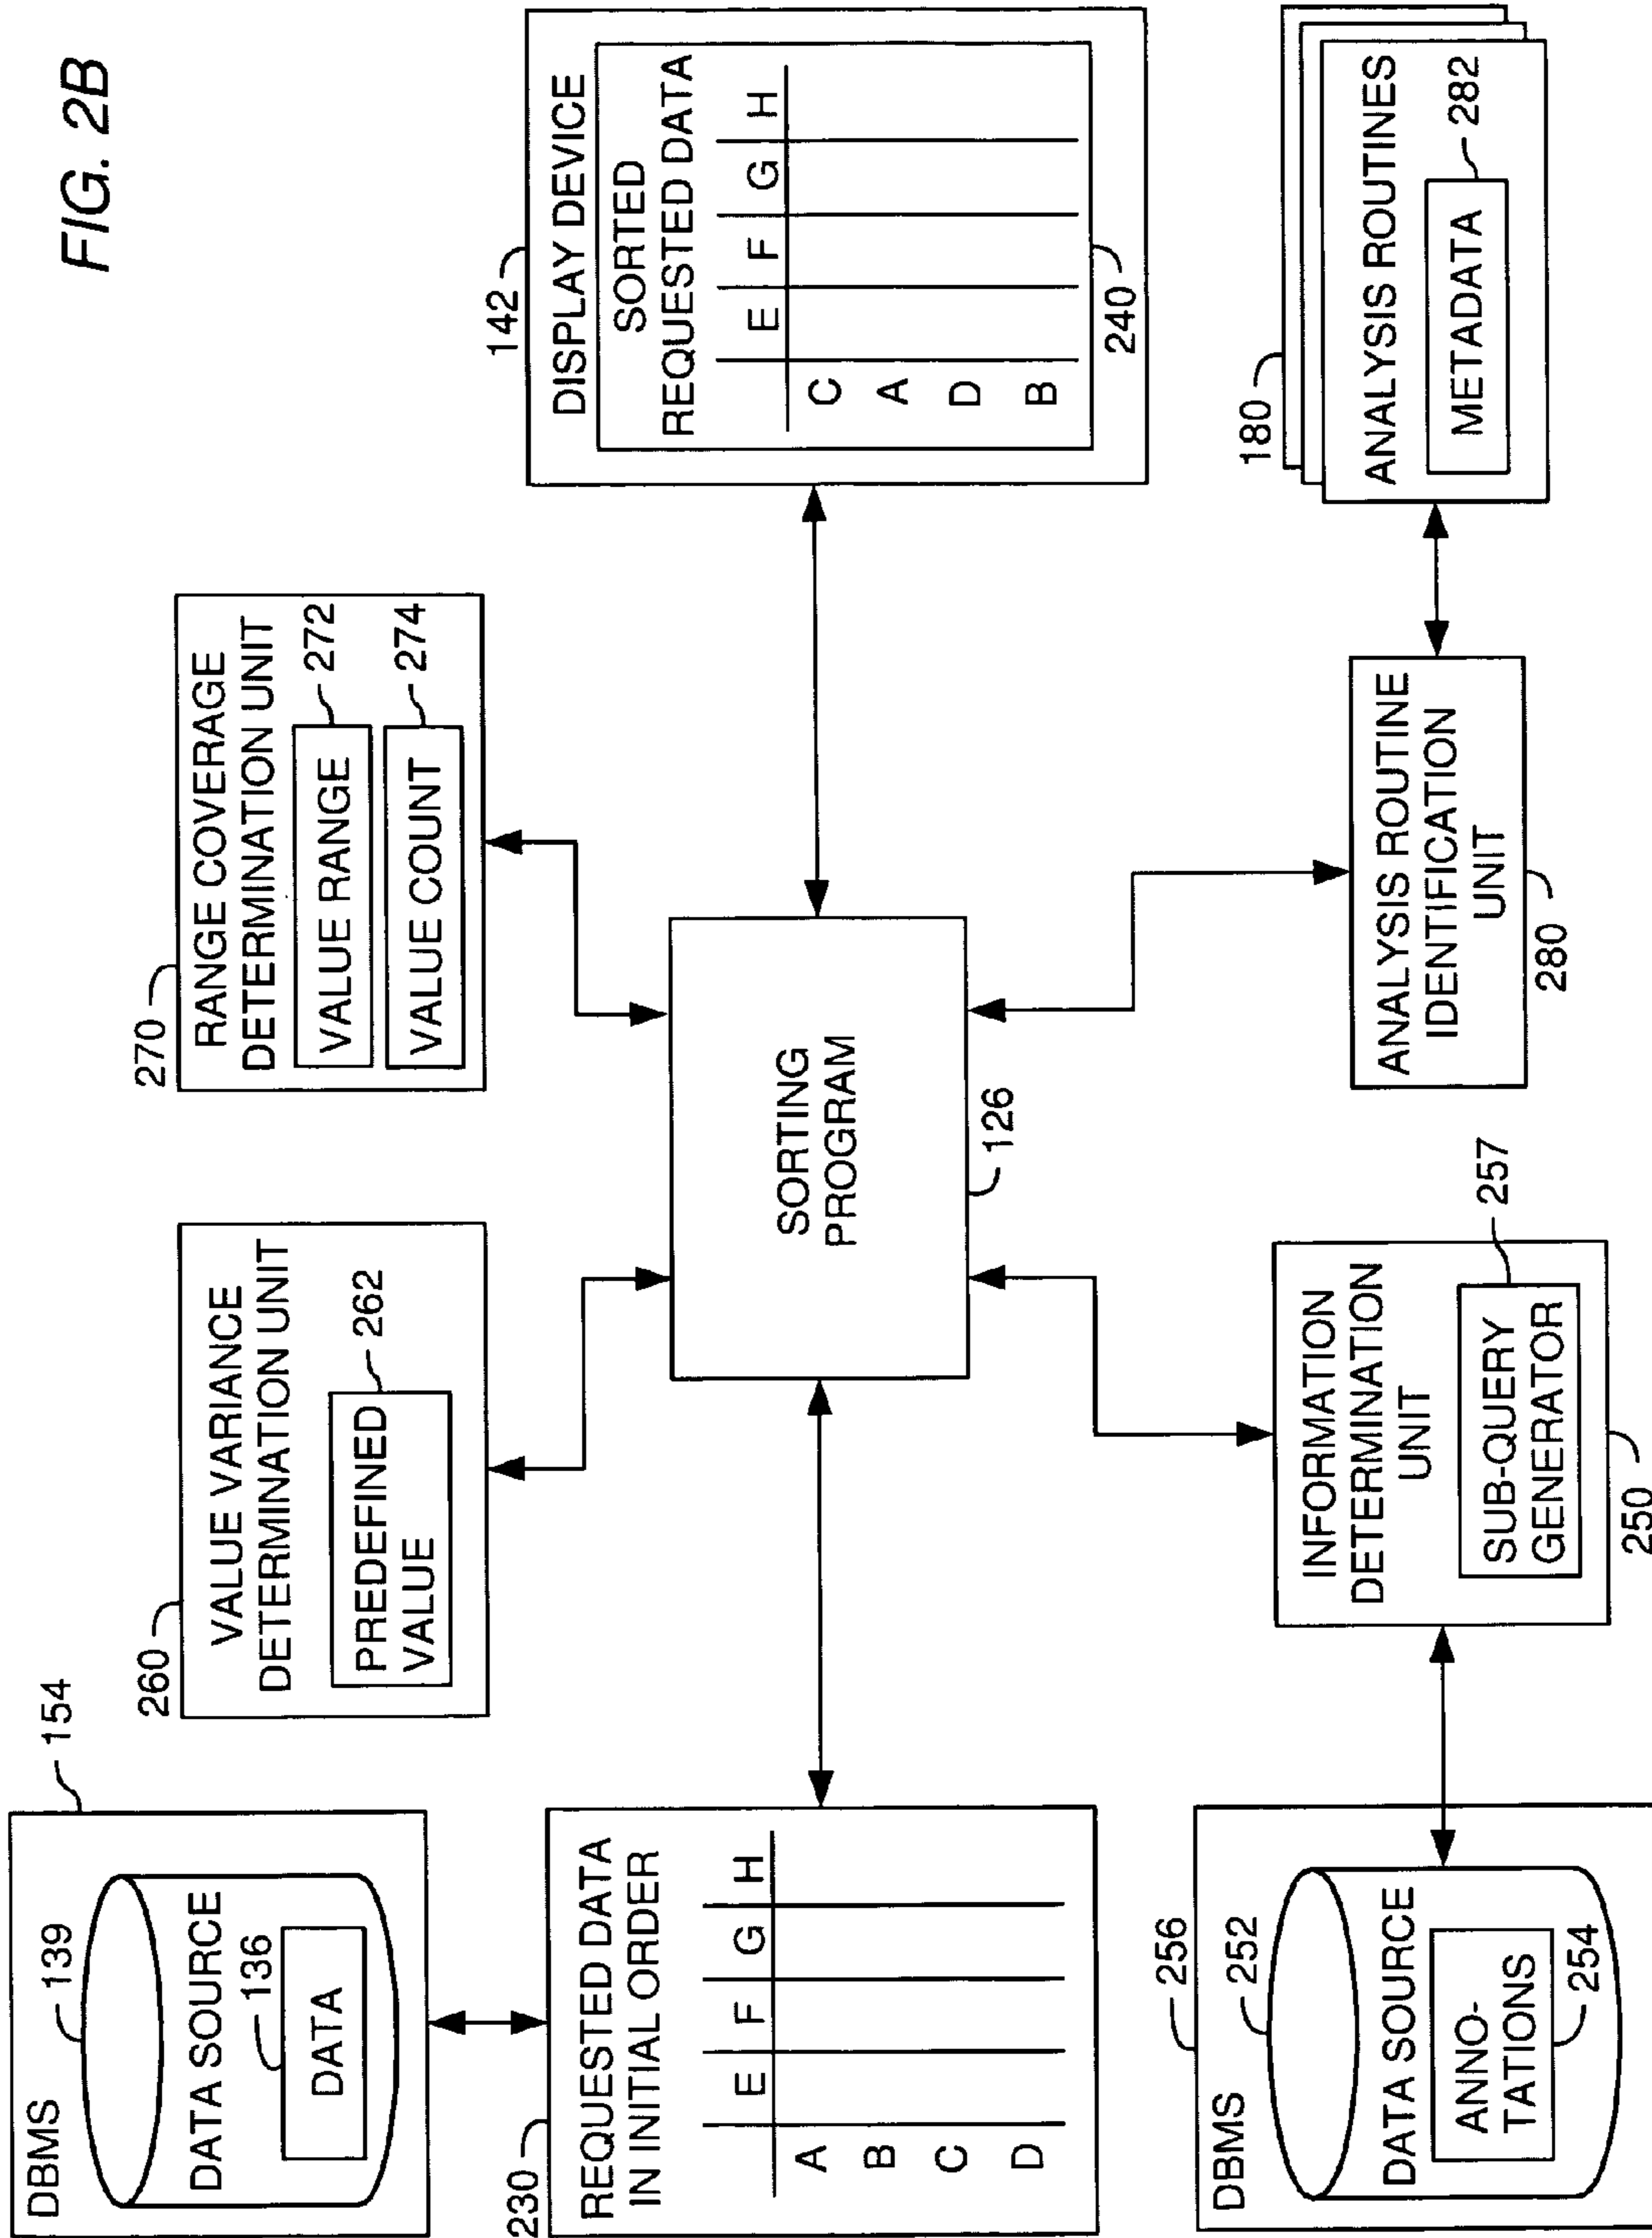 FIG. 2B
DBMS
154
139
DATA SOURCE
136
DATA
260
VALUE VARIANCE
DETERMINATION UNIT
PREDEFINED
VALUE
262
270
RANGE COVERAGE
DETERMINATION UNIT
VALUE RANGE
272
VALUE COUNT
274
230
REQUESTED DATA
IN INITIAL ORDER
E F G H
A
B
C
D
SORTING
PROGRAM
126
142
DISPLAY DEVICE
SORTED
REQUESTED DATA
E F G H
C
A
D
B
240
DBMS
256
252
DATA SOURCE
ANNO-
TATIONS
254
INFORMATION
DETERMINATION
UNIT
257
SUB-QUERY
GENERATOR
250
ANALYSIS ROUTINE
IDENTIFICATION
UNIT
280
180
ANALYSIS ROUTINES
METADATA
282